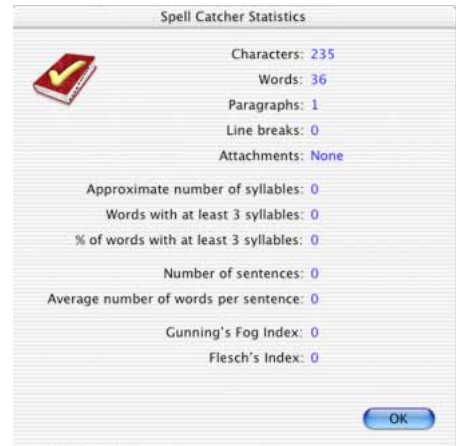 Spell Catcher Statistics
Characters: 235
Words: 36
Paragraphs: 1
Line breaks: 0
Attachments: None
Approximate number of syllables: 0
Words with at least 3 syllables: 0
% of words with at least 3 syllables: 0
Number of sentences: 0
Average number of words per sentence: 0
Gunning's Fog Index: 0
Flesch's Index: 0
OK